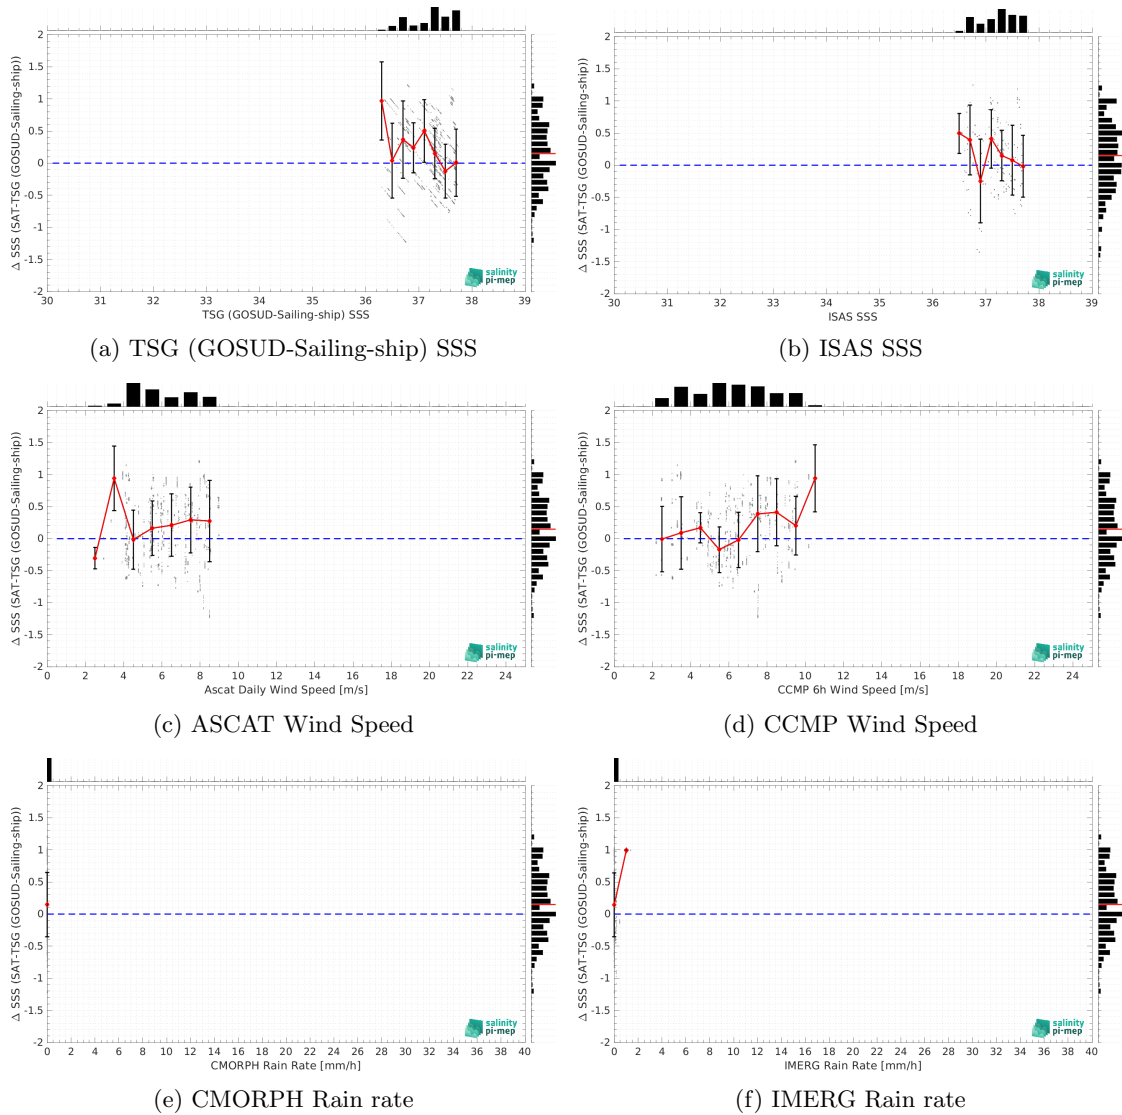 2
1.5
1
0.5
0
-0.5
-1
-1.5
-2
Δ SSS (SAT-TSG (GOSUD-Sailing-ship))
30 31 32 33 34 35 36 37 38 39
TSG (GOSUD-Sailing-ship) SSS
salinity
pi-mep
(a) TSG (GOSUD-Sailing-ship) SSS
2
1.5
1
0.5
0
-0.5
-1
-1.5
-2
Δ SSS (SAT-TSG (GOSUD-Sailing-ship))
30 31 32 33 34 35 36 37 38 39
ISAS SSS
salinity
pi-mep
(b) ISAS SSS
2
1.5
1
0.5
0
-0.5
-1
-1.5
-2
Δ SSS (SAT-TSG (GOSUD-Sailing-ship))
0 2 4 6 8 10 12 14 16 18 20 22 24
Ascat Daily Wind Speed [m/s]
salinity
pi-mep
(c) ASCAT Wind Speed
2
1.5
1
0.5
0
-0.5
-1
-1.5
-2
Δ SSS (SAT-TSG (GOSUD-Sailing-ship))
0 2 4 6 8 10 12 14 16 18 20 22 24
CCMP 6h Wind Speed [m/s]
salinity
pi-mep
(d) CCMP Wind Speed
2
1.5
1
0.5
0
-0.5
-1
-1.5
-2
Δ SSS (SAT-TSG (GOSUD-Sailing-ship))
0 2 4 6 8 10 12 14 16 18 20 22 24 26 28 30 32 34 36 38 40
CMORPH Rain Rate [mm/h]
salinity
pi-mep
(e) CMORPH Rain rate
2
1.5
1
0.5
0
-0.5
-1
-1.5
-2
Δ SSS (SAT-TSG (GOSUD-Sailing-ship))
0 2 4 6 8 10 12 14 16 18 20 22 24 26 28 30 32 34 36 38 40
IMERG Rain Rate [mm/h]
salinity
pi-mep
(f) IMERG Rain rate